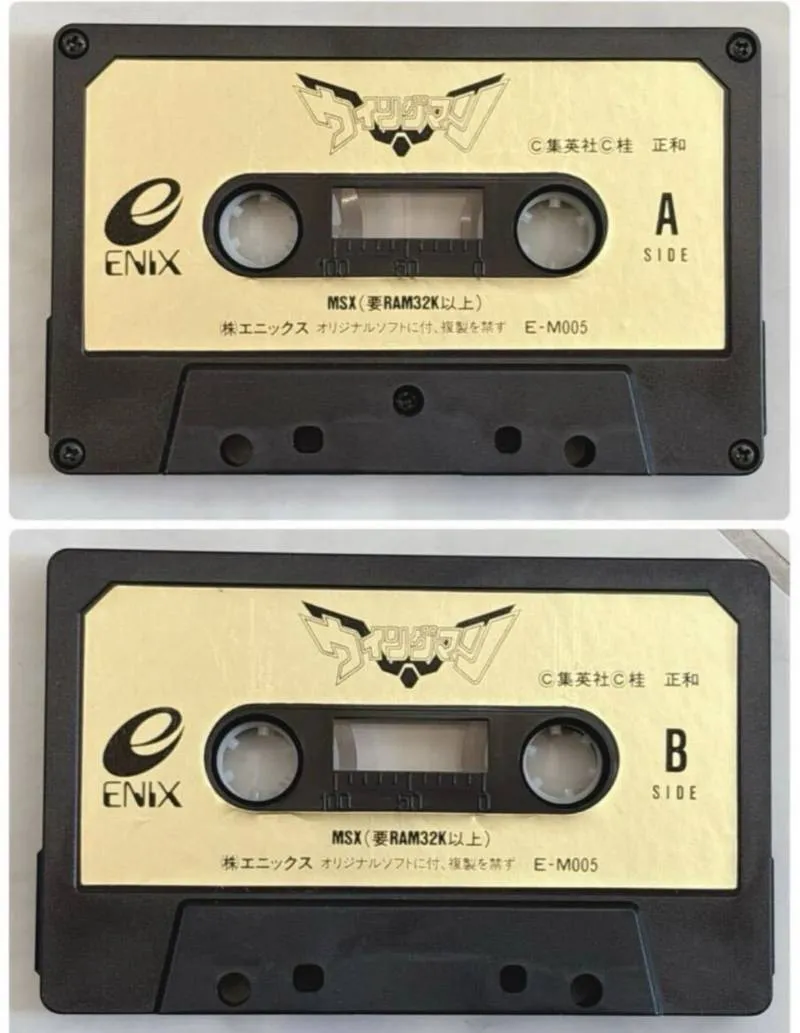 ウイングマン
Ⓒ集英社Ⓒ桂 正和
e
ENIX
A
SIDE
100 50 0
MSX(要RAM32K以上)
㈱エニックス オリジナルソフトに付、複製を禁ず E-M005
ウイングマン
Ⓒ集英社Ⓒ桂 正和
e
ENIX
B
SIDE
100 50 0
MSX(要RAM32K以上)
㈱エニックス オリジナルソフトに付、複製を禁ず E-M005